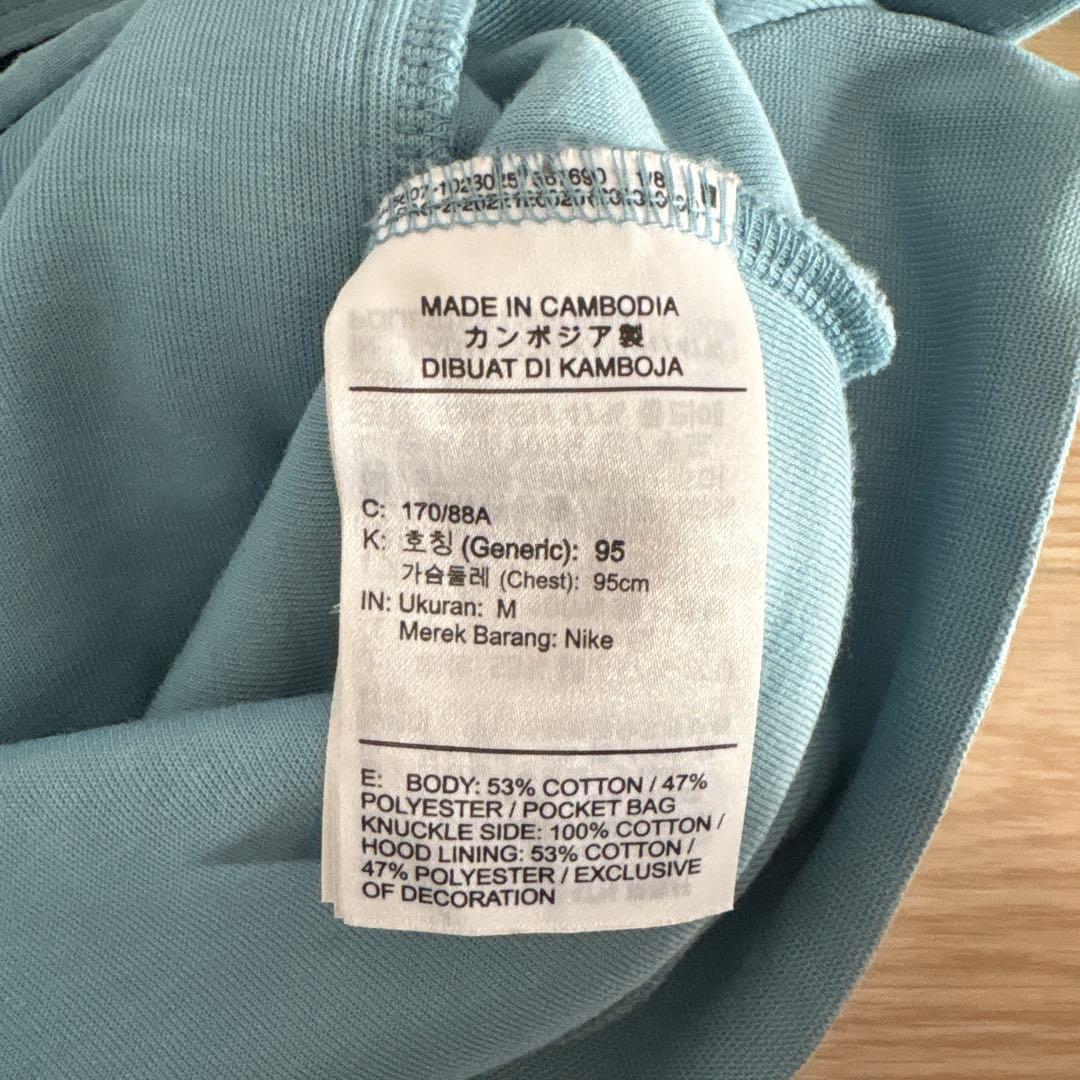 MADE IN CAMBODIA
カンボジア製
DIBUAT DI KAMBOJA
C: 170/88A
K: 호칭 (Generic): 95
가슴둘레 (Chest): 95cm
IN: Ukuran: M
Merek Barang: Nike
E: BODY: 53% COTTON / 47%
POLYESTER / POCKET BAG
KNUCKLE SIDE: 100% COTTON /
HOOD LINING: 53% COTTON /
47% POLYESTER / EXCLUSIVE
OF DECORATION